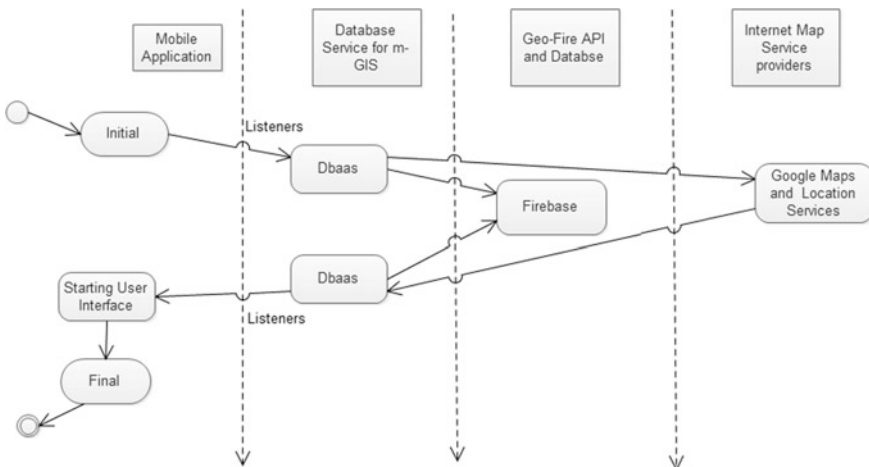 Mobile
Application
Database
Service for m-
GIS
Geo-Fire API
and Databse
Internet Map
Service
providers
Initial
Listeners
Dbaas
Firebase
Google Maps
and Location
Services
Dbaas
Starting User
Interface
Listeners
Final